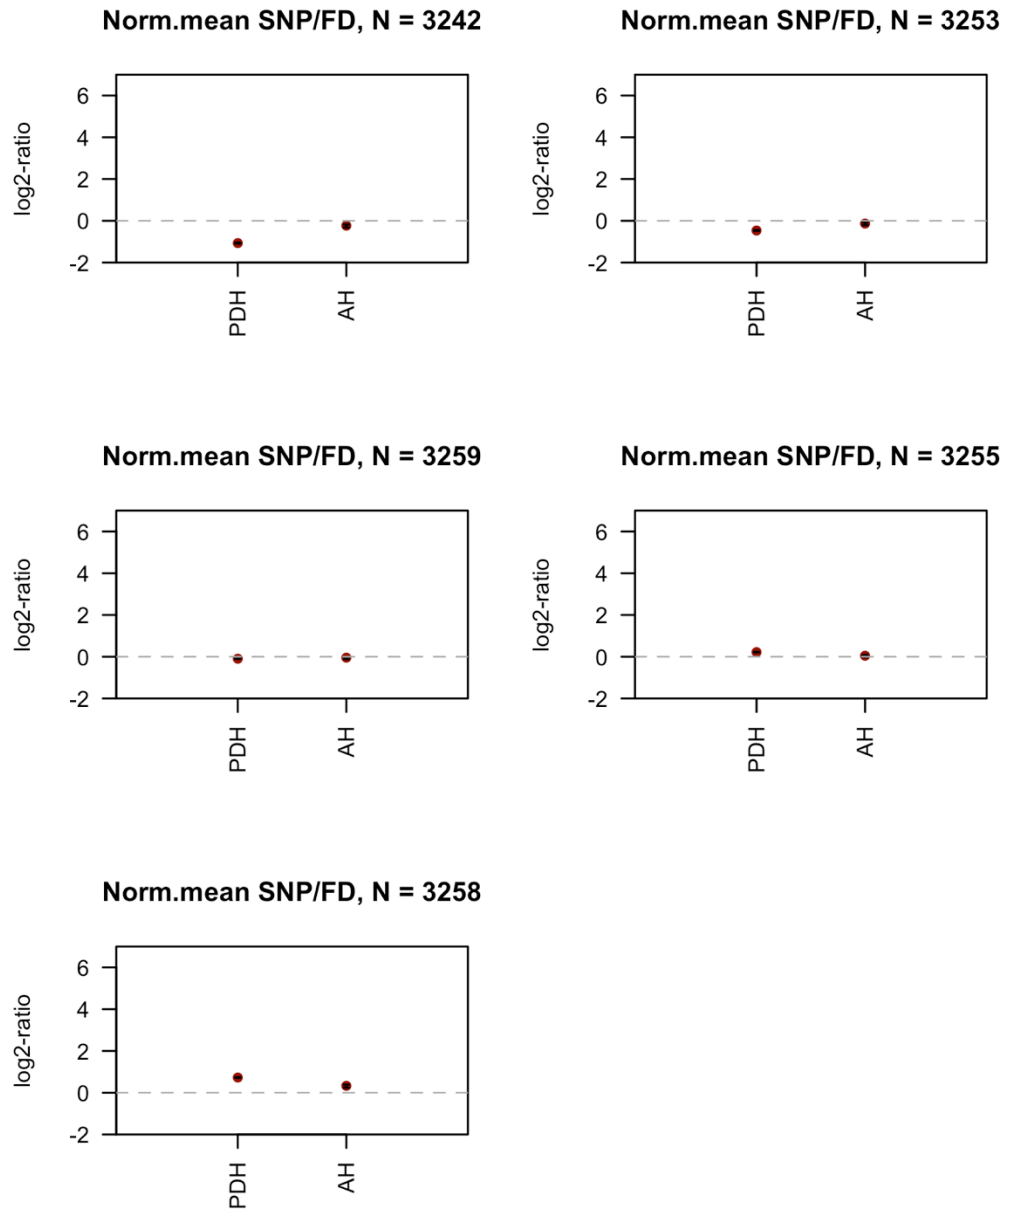 Norm.mean SNP/FD, N = 3242
log2-ratio
6
4
2
0
-2
PDH
AH
Norm.mean SNP/FD, N = 3253
log2-ratio
6
4
2
0
-2
PDH
AH
Norm.mean SNP/FD, N = 3259
log2-ratio
6
4
2
0
-2
PDH
AH
Norm.mean SNP/FD, N = 3255
log2-ratio
6
4
2
0
-2
PDH
AH
Norm.mean SNP/FD, N = 3258
log2-ratio
6
4
2
0
-2
PDH
AH